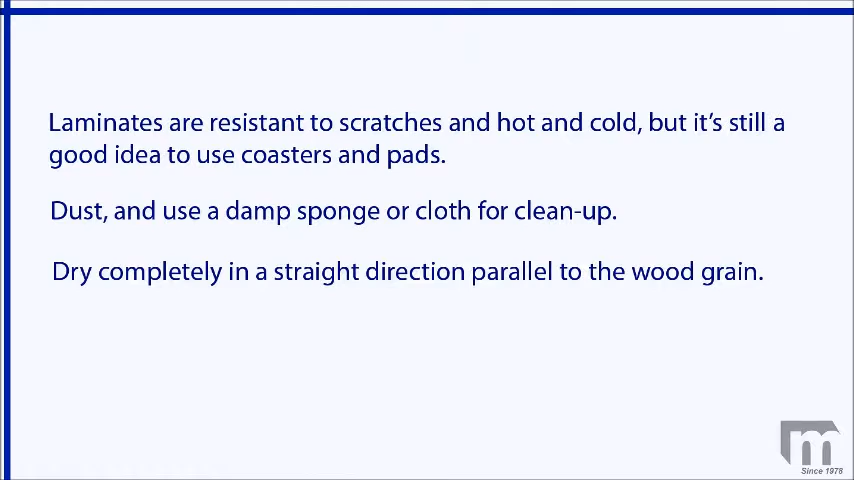 Laminates are resistant to scratches and hot and cold, but it's still a
good idea to use coasters and pads.
Dust, and use a damp sponge or cloth for clean-up.
Dry completely in a straight direction parallel to the wood grain.
m
Since 1978